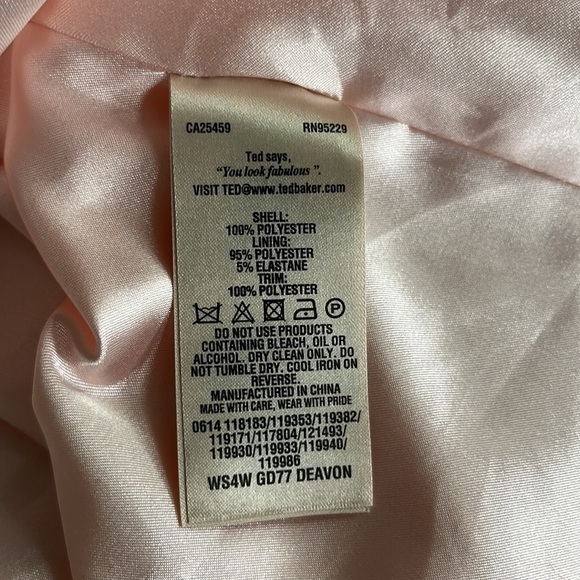 CA25459 RN95229
Ted says,
"You look fabulous ".
VISIT TED@www.tedbaker.com
SHELL:
100% POLYESTER
LINING:
95% POLYESTER
5% ELASTANE
TRIM:
100% POLYESTER
P
DO NOT USE PRODUCTS
CONTAINING BLEACH, OIL OR
ALCOHOL. DRY CLEAN ONLY. DO
NOT TUMBLE DRY. COOL IRON ON
REVERSE.
MANUFACTURED IN CHINA
MADE WITH CARE, WEAR WITH PRIDE
0614 118183/119353/119382/
119171/117804/121493/
119930/119933/119940/
119986
WS4W GD77 DEAVON